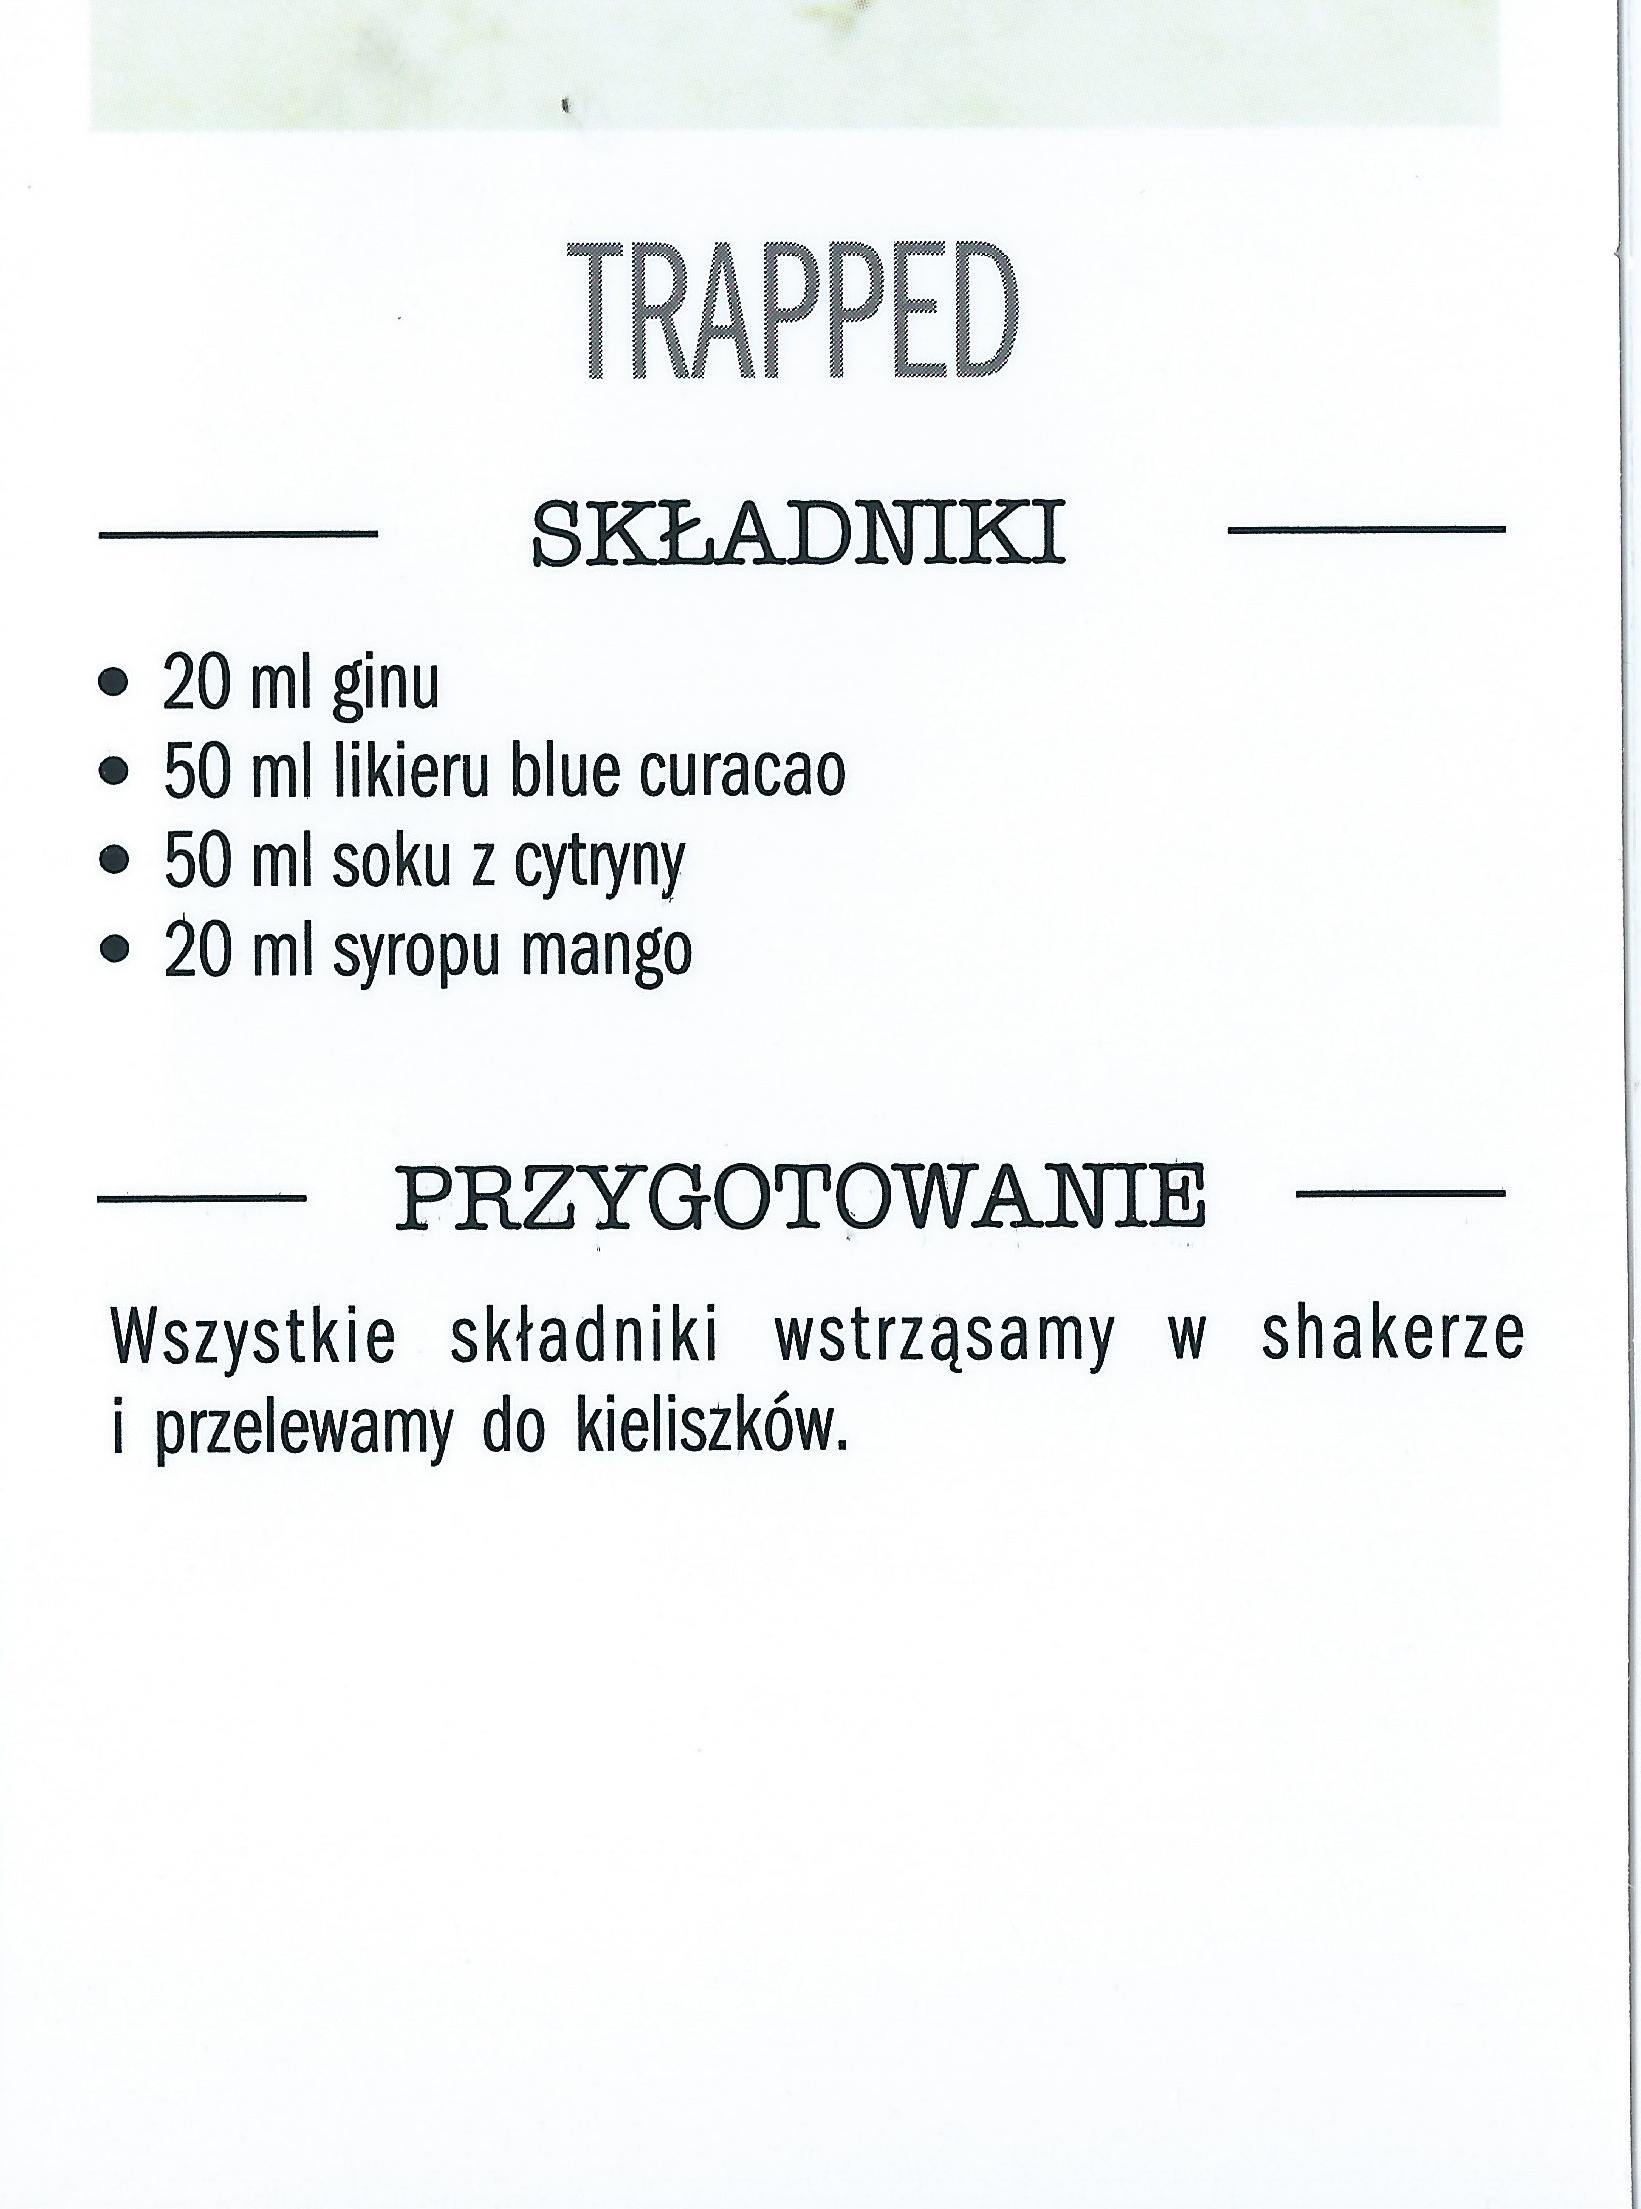 TRAPPED
SKŁADNIKI
• 20 ml ginu
• 50 ml likieru blue curacao
• 50 ml soku z cytryny
• 20 ml syropu mango
PRZYGOTOWANIE
Wszystkie składniki wstrząsamy w shakerze
i przelewamy do kieliszków.